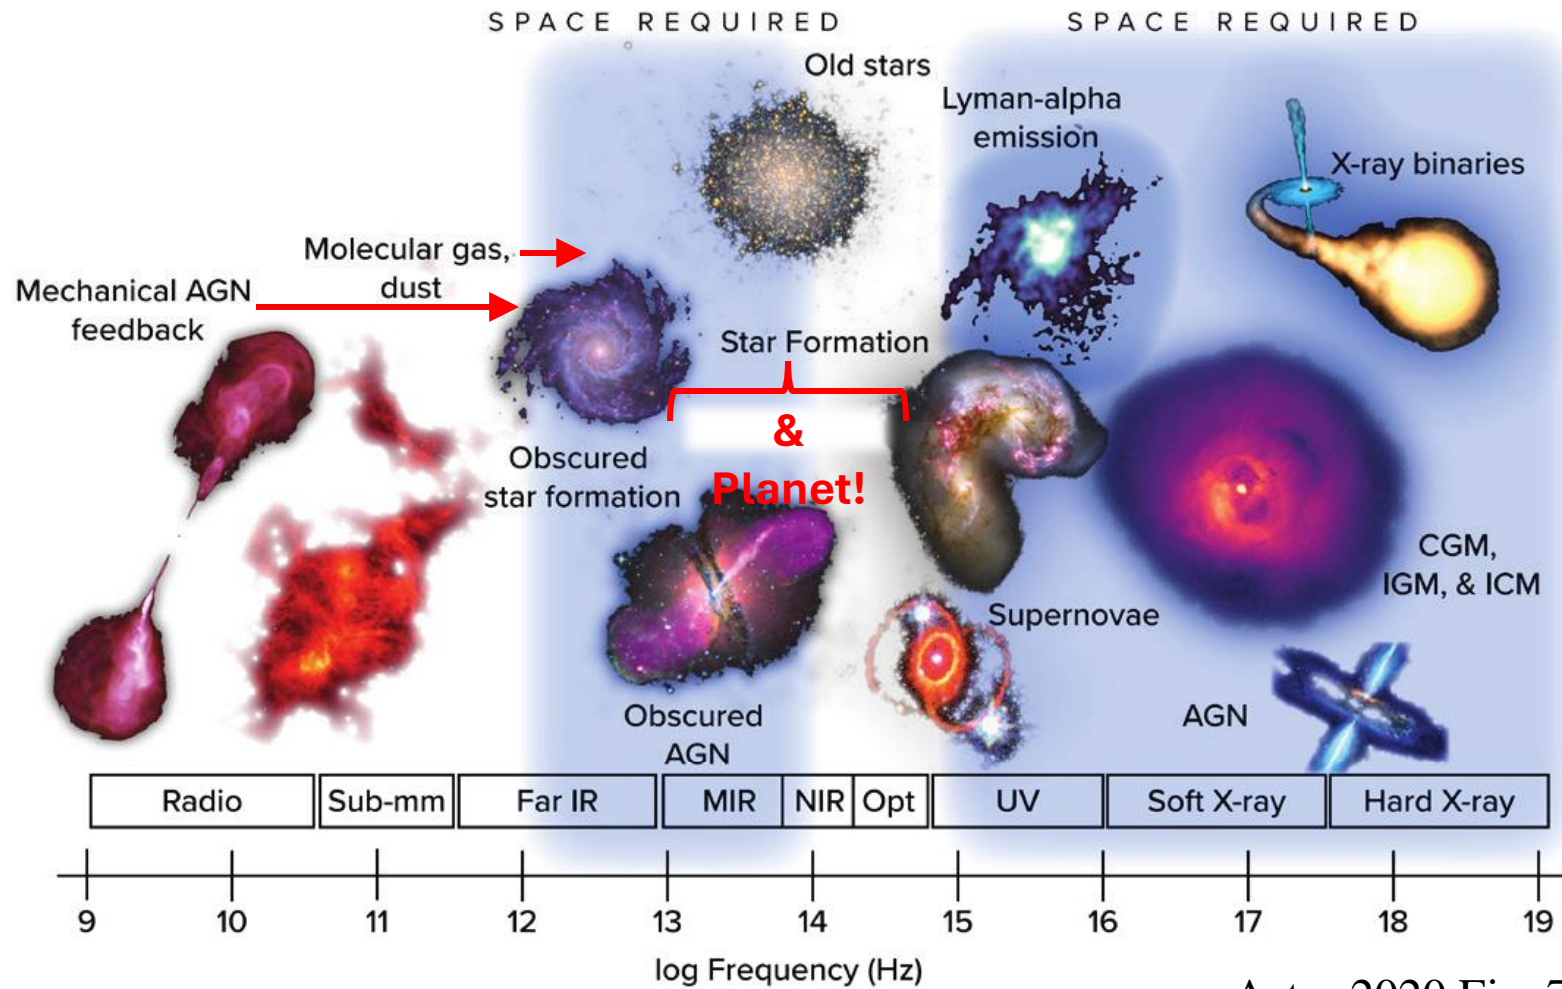 SPACE REQUIRED
SPACE REQUIRED
Old stars
Lyman-alpha
emission
X-ray binaries
Molecular gas,
dust
Mechanical AGN
feedback
Star Formation
&
Planet!
Obscured
star formation
CGM,
IGM, & ICM
Supernovae
Obscured
AGN
AGN
Radio
Sub-mm
Far IR
MIR
NIR
Opt
UV
Soft X-ray
Hard X-ray
9 10 11 12 13 14 15 16 17 18 19
log Frequency (Hz)
2020 Fig